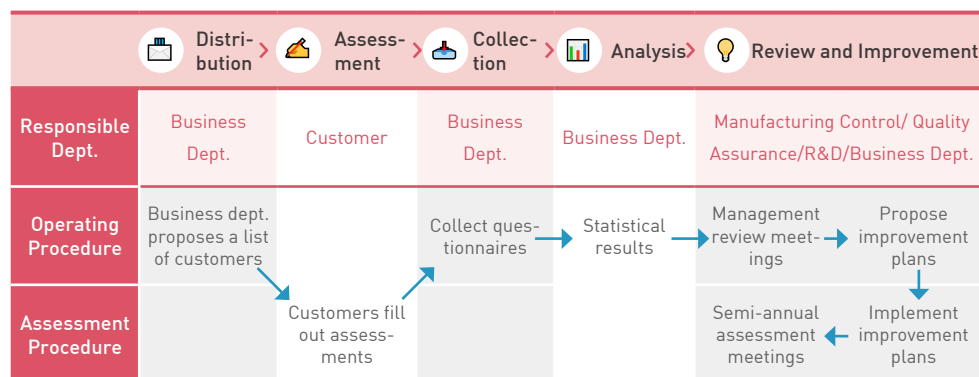 Distri-
bution
Assess-
ment
Collec-
tion
Analysis
Review and Improvement
Responsible
Dept.
Business
Dept.
Customer
Business
Dept.
Business Dept.
Manufacturing Control/ Quality
Assurance/R&D/Business Dept.
Operating
Procedure
Business dept.
proposes a list
of customers
Collect ques-
tionnaires
Statistical
results
Management
review meet-
ings
Propose
improvement
plans
Assessment
Procedure
Customers fill
out assess-
ments
Semi-annual
assessment
meetings
Implement
improvement
plans